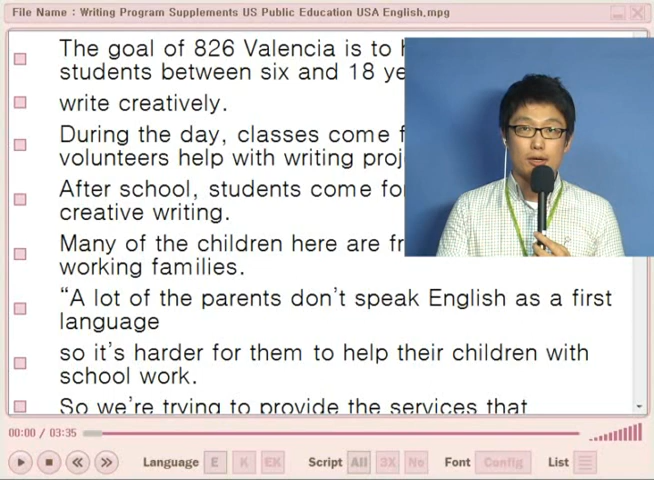 File Name : Writing Program Supplements US Public Education USA English.mpg
The goal of 826 Valencia is to
students between six and 18
write creatively.
During the day, classes come
volunteers help with writing
After school, students come
creative writing.
Many of the children here are
working families.
“A lot of the parents don’t speak English as a first
language
so it’s harder for them to help their children with
school work.
So we’re trying to provide the services that
00:00 / 03:35
Language E K EK Script All 3X No Font Config List